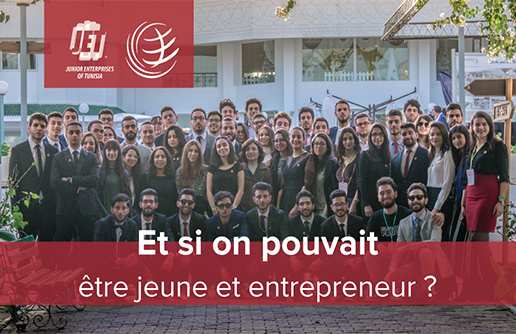 JET
JUNIOR ENTERPRISES
OF TUNISIA
Et si on pouvait
être jeune et entrepreneur ?